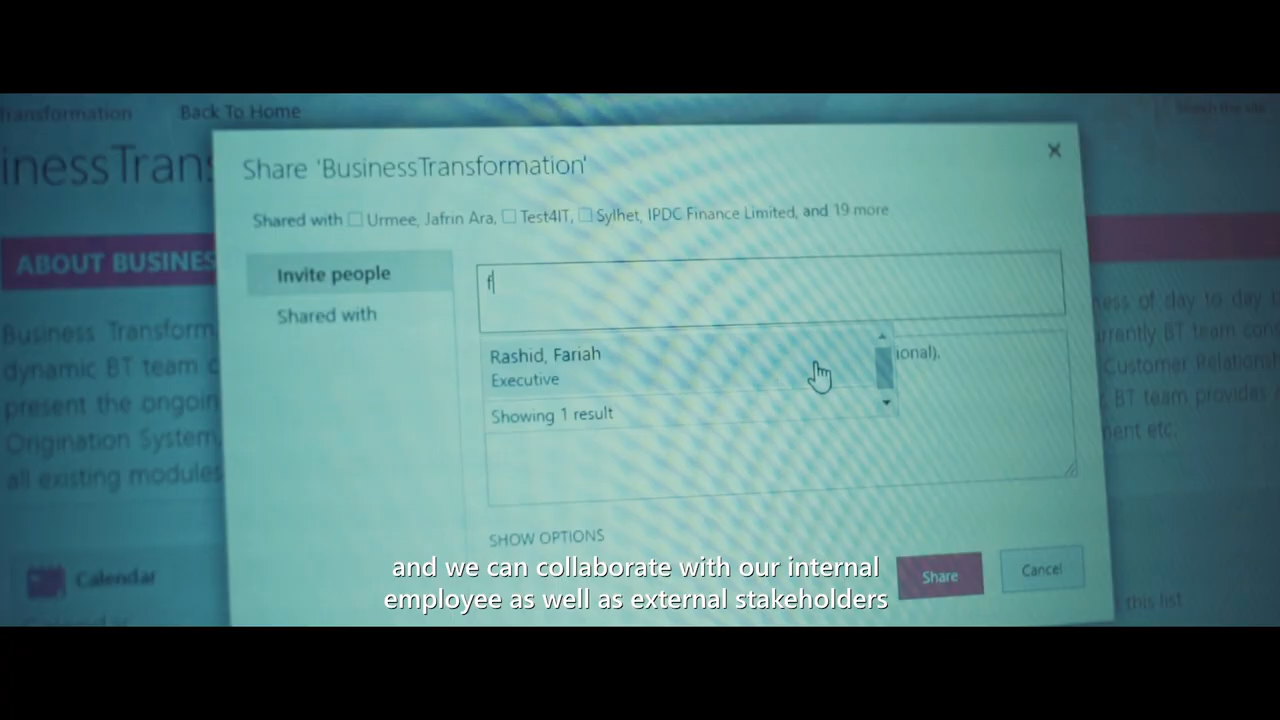 Transformation
Back To Home
Search this site
inessTrans
Share 'BusinessTransformation'
Shared with Urmee, Jafrin Ara, Test4IT, Sylhet, IPDC Finance Limited, and 19 more
ABOUT BUSINES
Invite people
Shared with
f
Rashid, Fariah
Executive
Showing 1 result
ional).
Business Transform
dynamic BT team c
present the ongoin
Origination System,
all existing modules
ness of day to day
urrently BT team con
Customer Relations
BT team provides
ment etc.
SHOW OPTIONS
Share
Cancel
Calendar
this list
and we can collaborate with our internal
employee as well as external stakeholders